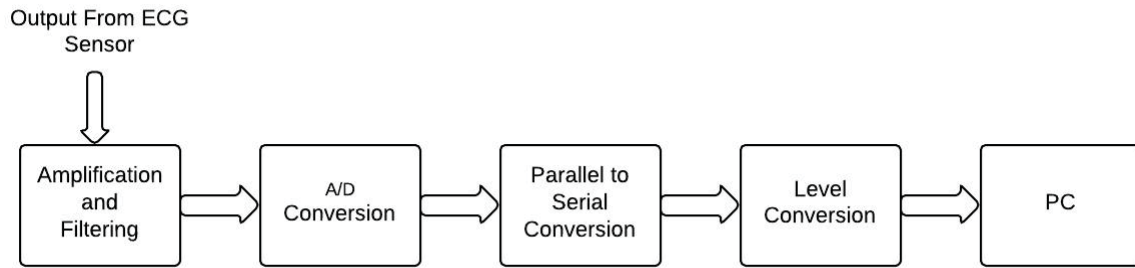 Output From ECG
Sensor
Amplification
and
Filtering
A/D
Conversion
Parallel to
Serial
Conversion
Level
Conversion
PC